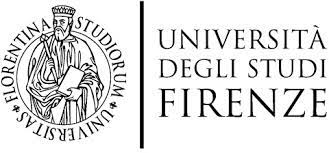 FLORENTINA STUDIORUM UNIVERSITAS
UNIVERSITÀ
DEGLI STUDI
FIRENZE